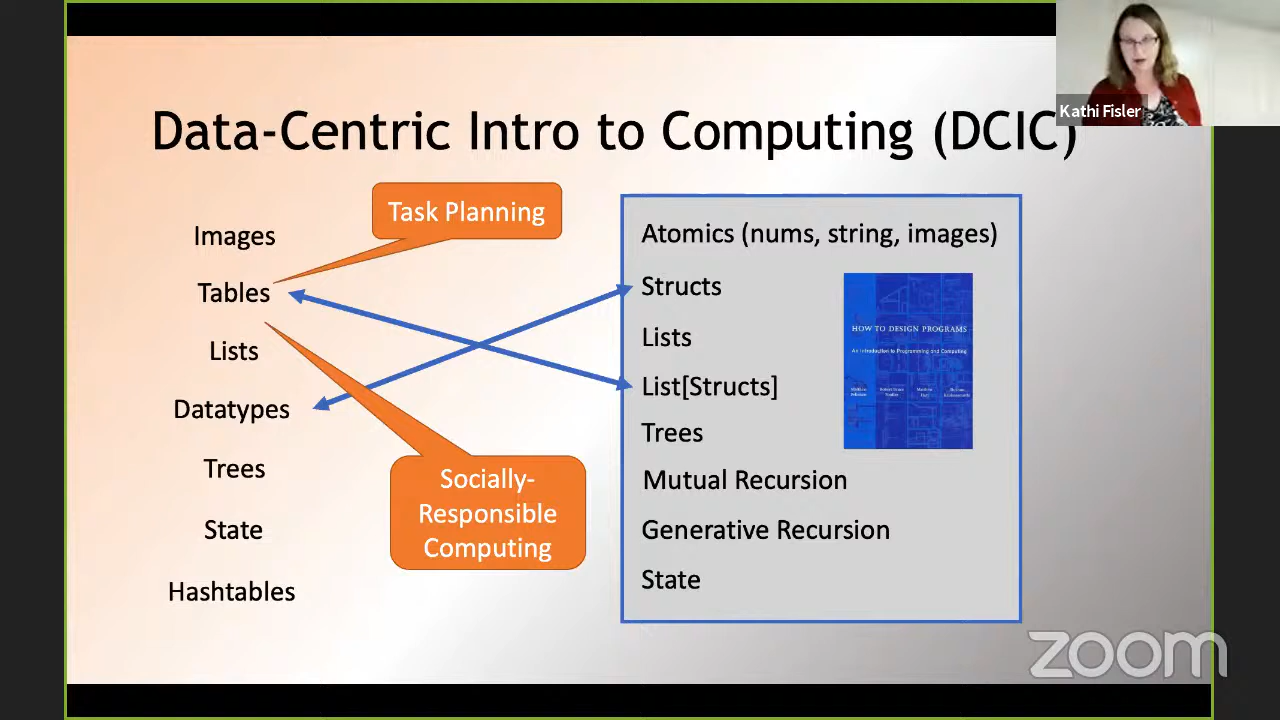 Kathi Fisler
Data-Centric Intro to Computing (DCIC)
Task Planning
Images
Tables
Lists
Datatypes
Trees
State
Hashtables
Socially-
Responsible
Computing
Atomics (nums, string, images)
Structs
Lists
List[Structs]
Trees
Mutual Recursion
Generative Recursion
State
HOW TO DESIGN PROGRAMS
An Introduction to Programming and Computing
zoom